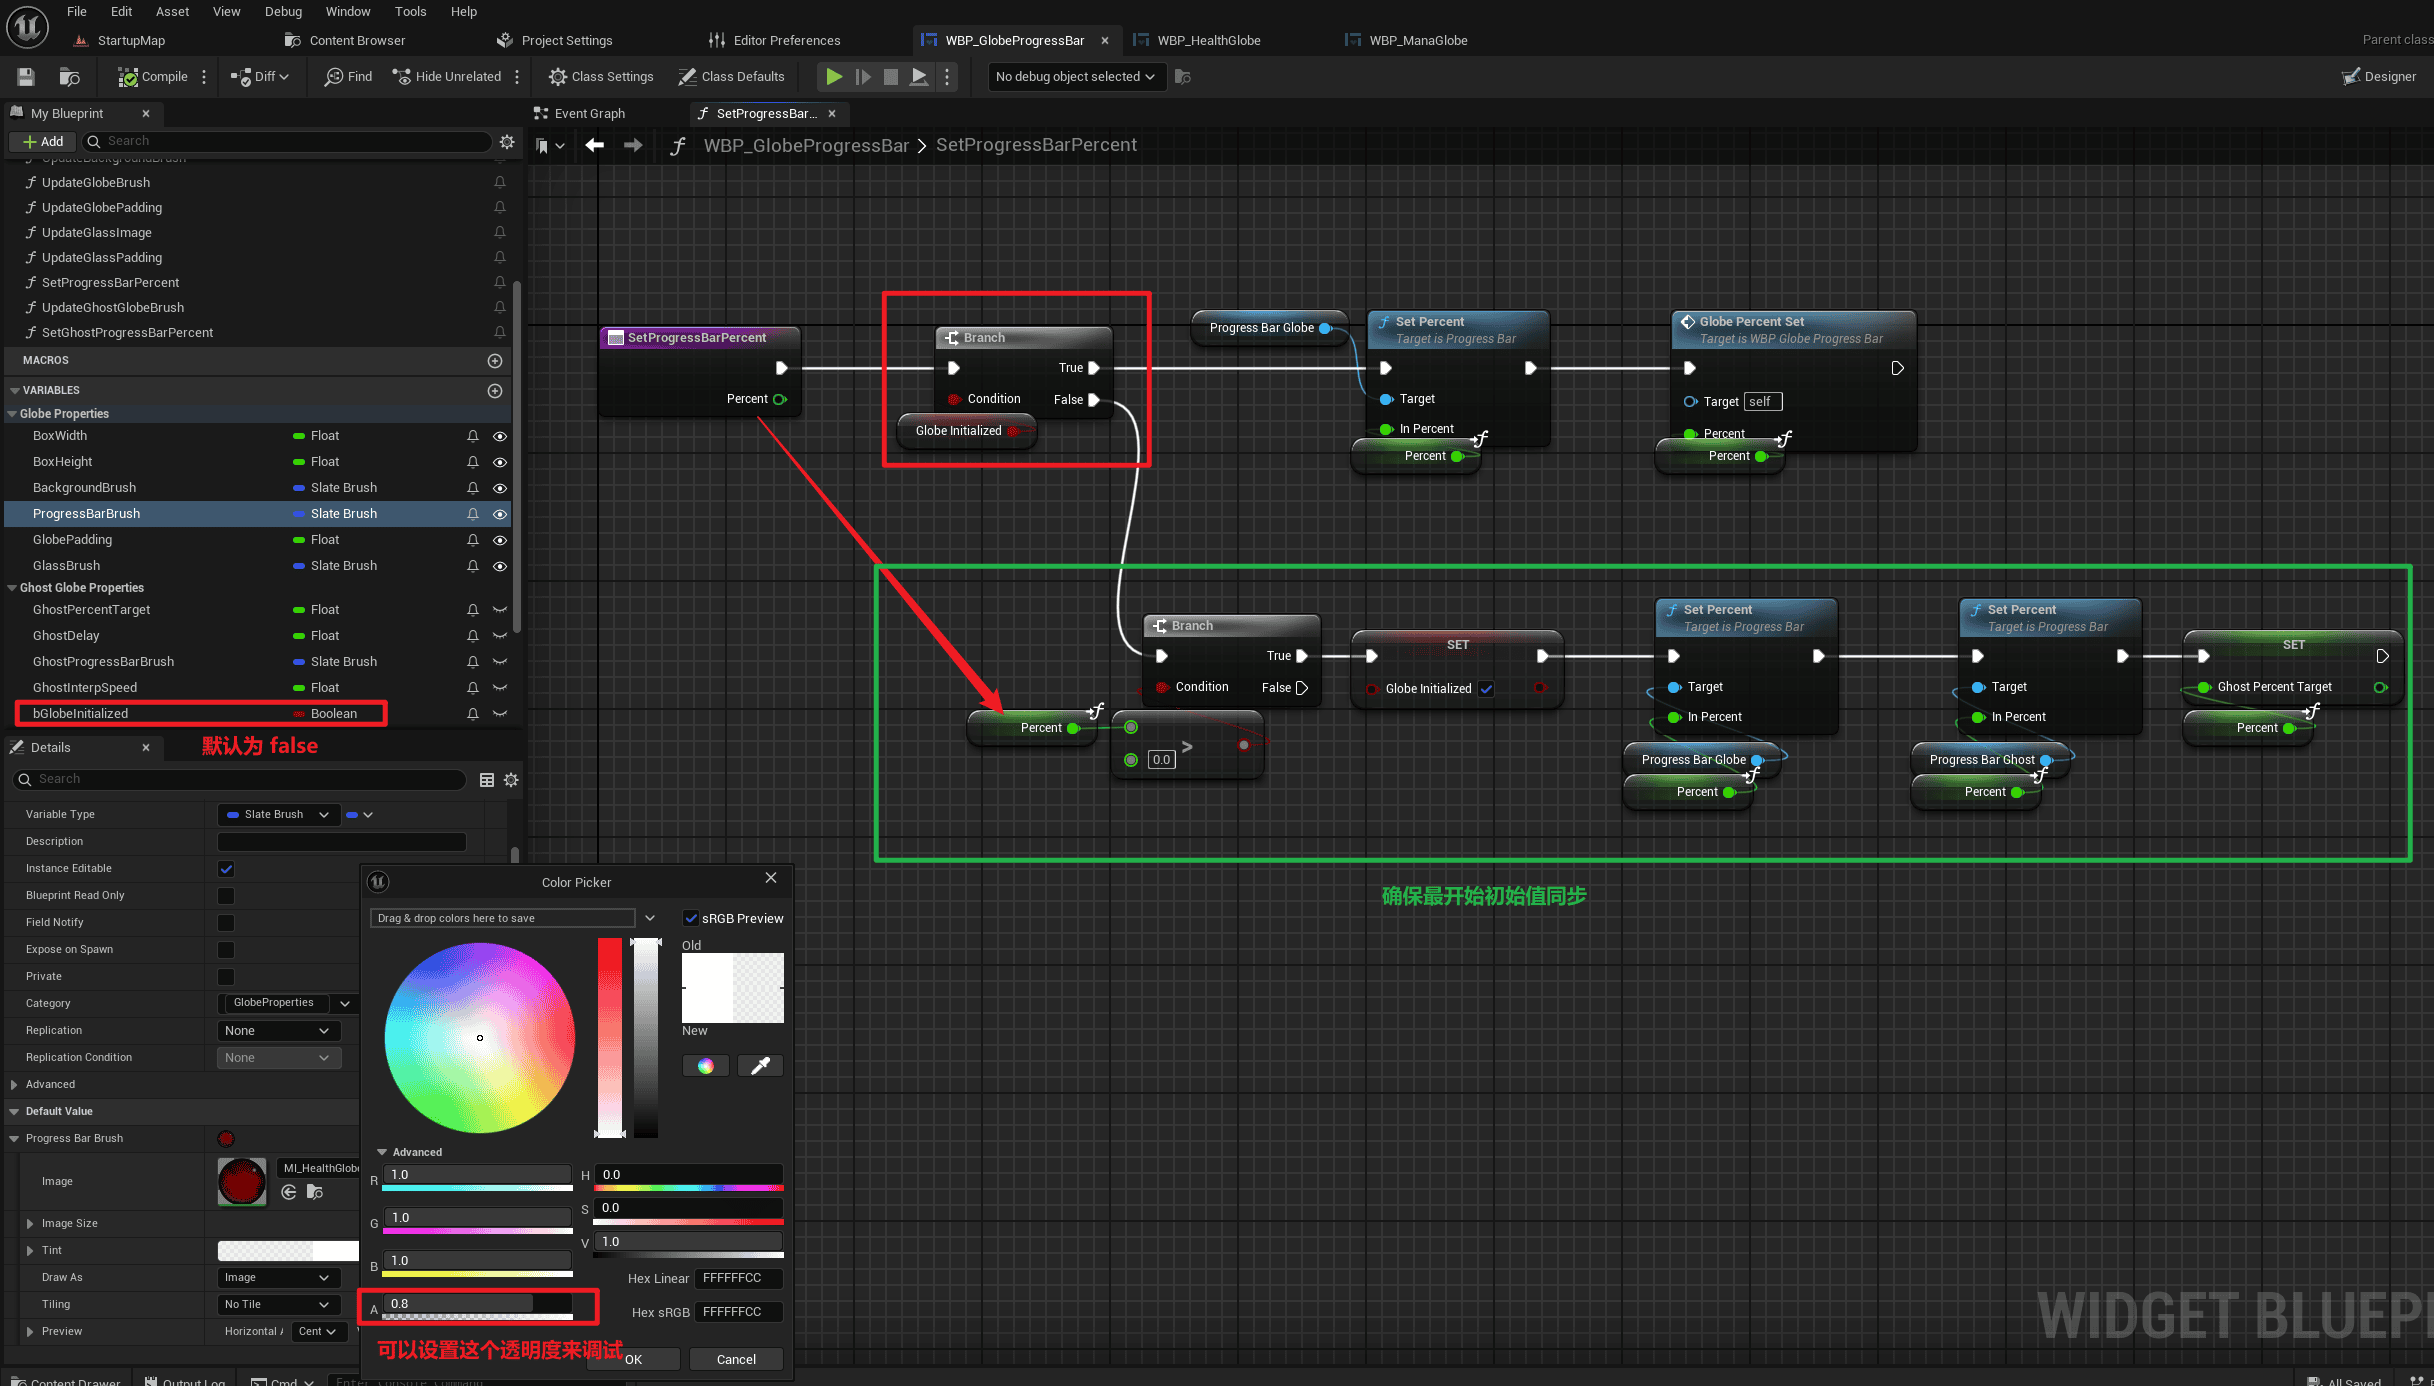 File Edit Asset View Debug Window Tools Help
StartupMap Content Browser Project Settings Editor Preferences WBP_GlobeProgressBar WBP_HealthGlobe WBP_ManaGlobe
Parent class
Compile Diff Find Hide Unrelated Class Settings Class Defaults No debug object selected Designer
My Blueprint
Event Graph SetProgressBar...
Add Search
WBP_GlobeProgressBar > SetProgressBarPercent
UpdateBackgroundBrush
UpdateGlobeBrush
UpdateGlobePadding
UpdateGlassImage
UpdateGlassPadding
SetProgressBarPercent
UpdateGhostGlobeBrush
SetGhostProgressBarPercent
MACROS
VARIABLES
Globe Properties
BoxWidth Float
BoxHeight Float
BackgroundBrush Slate Brush
ProgressBarBrush Slate Brush
GlobePadding Float
GlassBrush Slate Brush
Ghost Globe Properties
GhostPercentTarget Float
GhostDelay Float
GhostProgressBarBrush Slate Brush
GhostInterpSpeed Float
bGlobeInitialized Boolean
默认为 false
Details
Search
Variable Type Slate Brush
Description
Instance Editable
Blueprint Read Only
Field Notify
Expose on Spawn
Private
Category GlobeProperties
Replication None
Replication Condition None
Advanced
Default Value
Progress Bar Brush
Image MI_HealthGlobe
Image Size
Tint
Draw As Image
Tiling No Tile
Preview Horizontal Cent
SetProgressBarPercent
Percent
Branch
True
Condition False
Globe Initialized
Progress Bar Globe
Set Percent
Target is Progress Bar
Target
In Percent
Percent
Globe Percent Set
Target is WBP Globe Progress Bar
Target self
Percent
Percent
Branch
True
Condition False
Percent
>
0.0
SET
Globe Initialized
Set Percent
Target is Progress Bar
Target
In Percent
Progress Bar Globe
Percent
Set Percent
Target is Progress Bar
Target
In Percent
Progress Bar Ghost
Percent
SET
Ghost Percent Target
Percent
确保最开始初始值同步
Color Picker
Drag & drop colors here to save
sRGB Preview
Old
New
Advanced
R 1.0 H 0.0
G 1.0 S 0.0
B 1.0 V 1.0
Hex Linear FFFFFFCC
A 0.8 Hex sRGB FFFFFFCC
可以设置这个透明度来调试
OK Cancel
WIDGET BLUEPR
Content Drawer Output Log Cmd Enter Console Command
All Saved